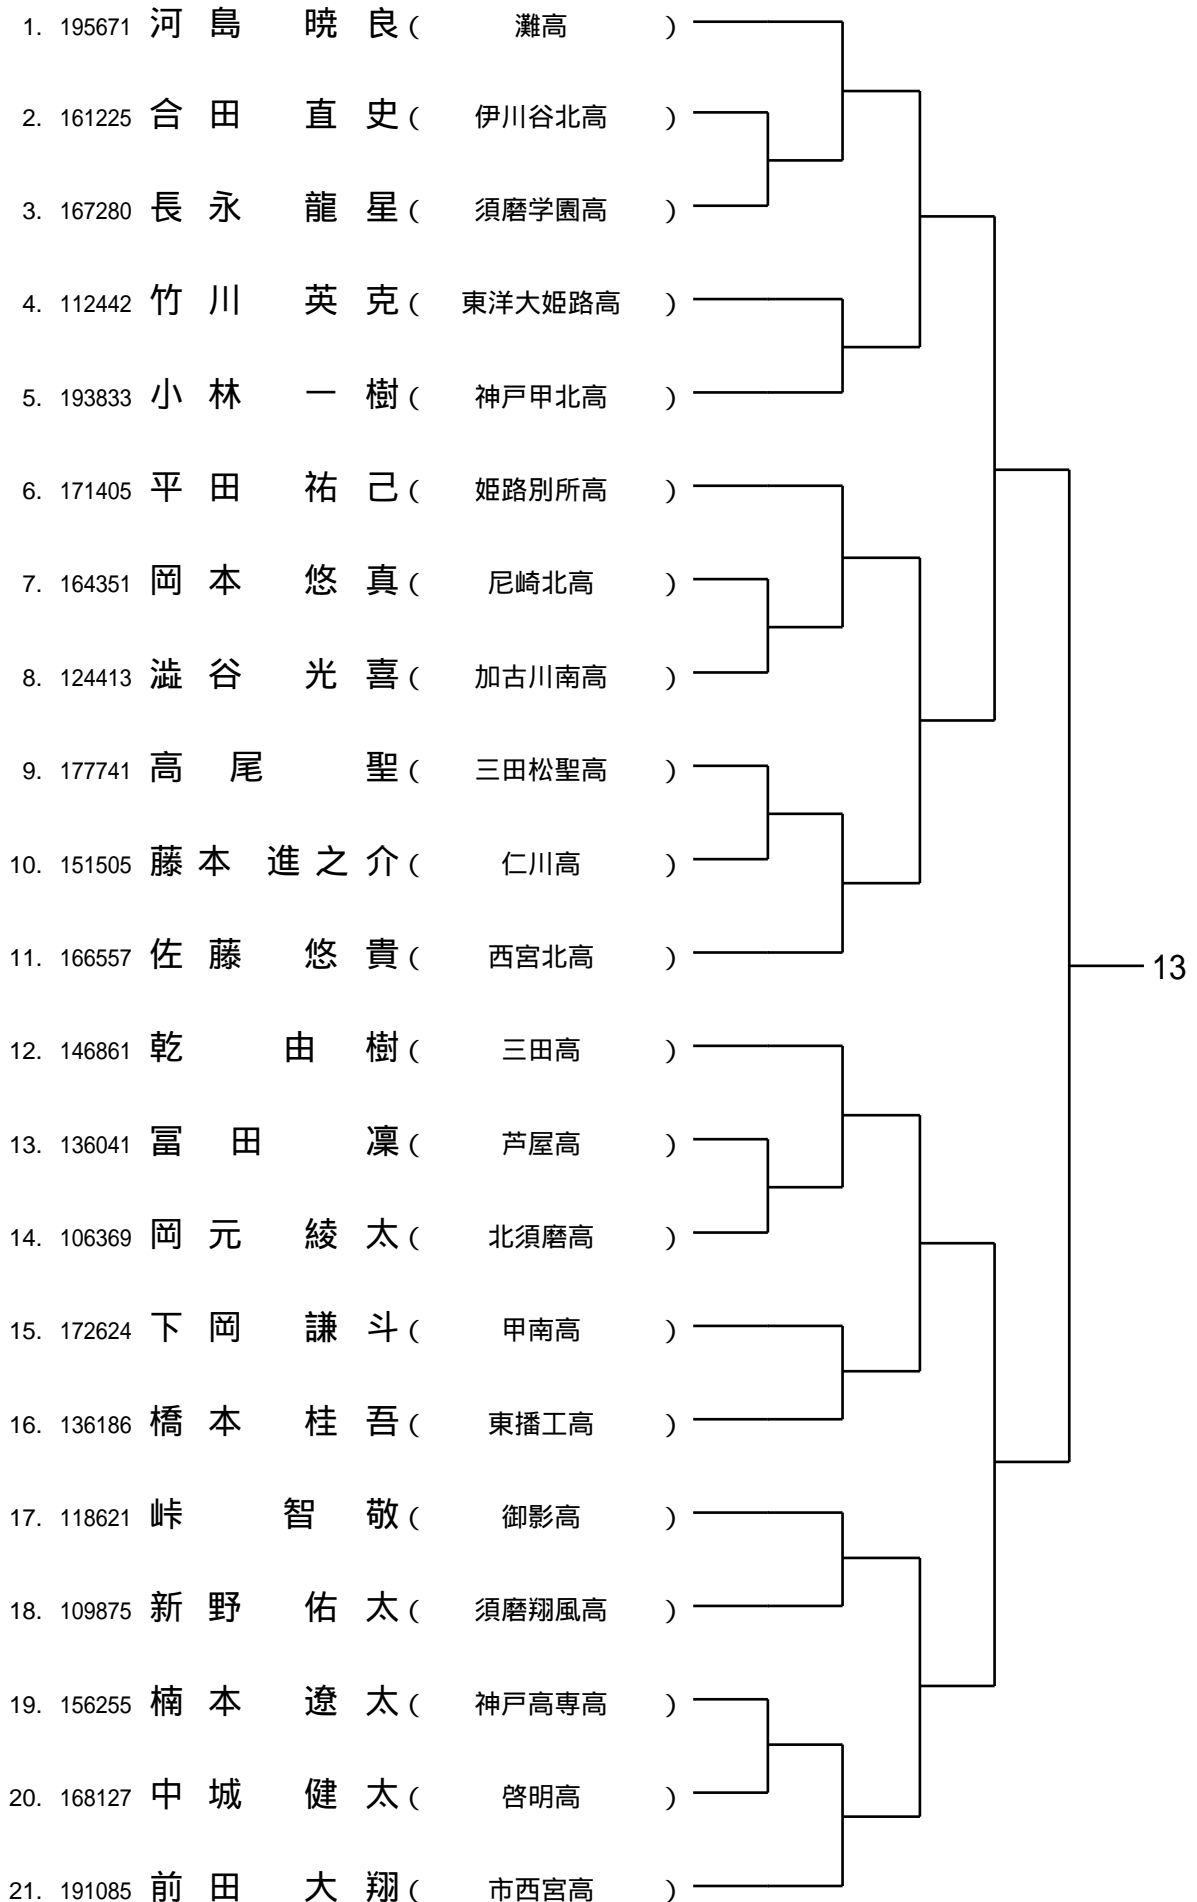 1. 195671 河島 暁良 ( 灘高 )
2. 161225 合田 直史 ( 伊川谷北高 )
3. 167280 長永 龍星 ( 須磨学園高 )
4. 112442 竹川 英克 ( 東洋大姫路高 )
5. 193833 小林 一樹 ( 神戸甲北高 )
6. 171405 平田 祐己 ( 姫路別所高 )
7. 164351 岡本 悠真 ( 尼崎北高 )
8. 124413 澁谷 光喜 ( 加古川南高 )
9. 177741 高尾 聖 ( 三田松聖高 )
10. 151505 藤本 進之介 ( 仁川高 )
11. 166557 佐藤 悠貴 ( 西宮北高 )
13
12. 146861 乾 由樹 ( 三田高 )
13. 136041 冨田 凜 ( 芦屋高 )
14. 106369 岡元 綾太 ( 北須磨高 )
15. 172624 下岡 謙斗 ( 甲南高 )
16. 136186 橋本 桂吾 ( 東播工高 )
17. 118621 峠 智敬 ( 御影高 )
18. 109875 新野 佑太 ( 須磨翔風高 )
19. 156255 楠本 遼太 ( 神戸高専高 )
20. 168127 中城 健太 ( 啓明高 )
21. 191085 前田 大翔 ( 市西宮高 )